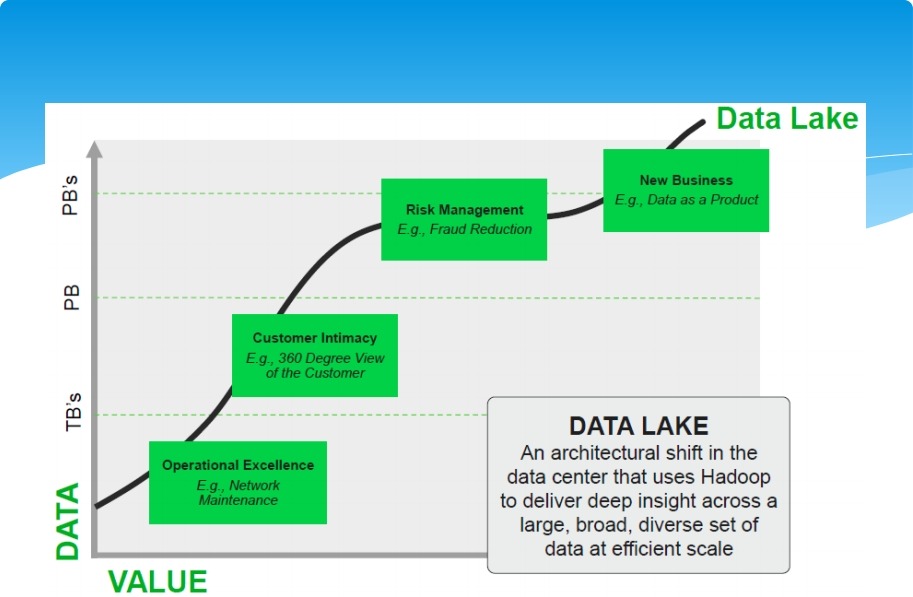 Data Lake
PB's
PB
TB's
DATA
VALUE
New Business
E.g., Data as a Product
Risk Management
E.g., Fraud Reduction
Customer Intimacy
E.g., 360 Degree View
of the Customer
Operational Excellence
E.g., Network
Maintenance
DATA LAKE
An architectural shift in the
data center that uses Hadoop
to deliver deep insight across a
large, broad, diverse set of
data at efficient scale